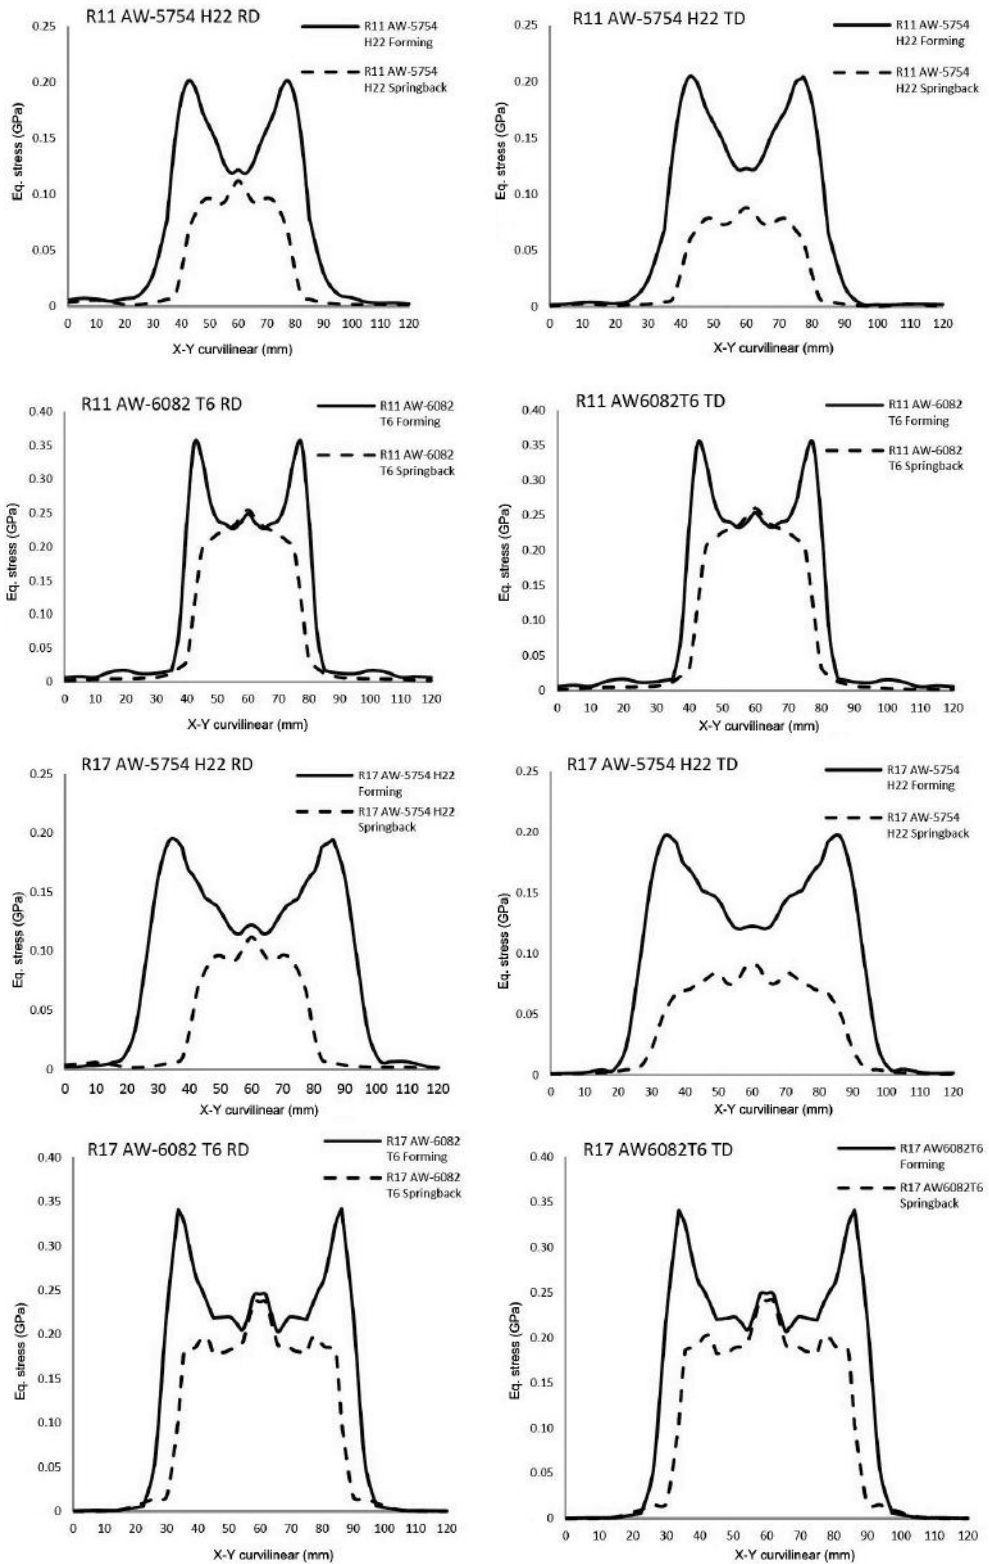 R11 AW-5754 H22 RD
R11 AW-5754
H22 Forming
R11 AW-5754
H22 Springback
Eq. stress (GPa)
0.25
0.20
0.15
0.10
0.05
0
0 10 20 30 40 50 60 70 80 90 100 110 120
X-Y curvilinear (mm)
R11 AW-5754 H22 TD
R11 AW-5754
H22 Forming
R11 AW-5754
H22 Springback
Eq. stress (GPa)
0.25
0.20
0.15
0.10
0.05
0
0 10 20 30 40 50 60 70 80 90 100 110 120
X-Y curvilinear (mm)
R11 AW-6082 T6 RD
R11 AW-6082
T6 Forming
R11 AW-6082
T6 Springback
Eq. stress (GPa)
0.40
0.35
0.30
0.25
0.20
0.15
0.10
0.05
0
0 10 20 30 40 50 60 70 80 90 100 110 120
X-Y curvilinear (mm)
R11 AW6082T6 TD
R11 AW-6082
T6 Forming
R11 AW-6082
T6 Springback
Eq. stress (GPa)
0.40
0.35
0.30
0.25
0.20
0.15
0.10
0.05
0
0 10 20 30 40 50 60 70 80 90 100 110 120
X-Y curvilinear (mm)
R17 AW-5754 H22 RD
R17 AW-5754 H22
Forming
R17 AW-5754 H22
Springback
Eq. stress (GPa)
0.25
0.20
0.15
0.10
0.05
0
0 10 20 30 40 50 60 70 80 90 100 110 120
X-Y curvilinear (mm)
R17 AW-5754 H22 TD
R17 AW-5754
H22 Forming
R17 AW-5754
H22 Springback
Eq. stress (GPa)
0.25
0.20
0.15
0.10
0.05
0
0 10 20 30 40 50 60 70 80 90 100 110 120
X-Y curvilinear (mm)
R17 AW-6082 T6 RD
R17 AW-6082
T6 Forming
R17 AW-6082
T6 Springback
Eq. stress (GPa)
0.40
0.35
0.30
0.25
0.20
0.15
0.10
0.05
0
0 10 20 30 40 50 60 70 80 90 100 110 120
X-Y curvilinear (mm)
R17 AW6082T6 TD
R17 AW6082T6
Forming
R17 AW6082T6
Springback
Eq. stress (GPa)
0.40
0.35
0.30
0.25
0.20
0.15
0.10
0.05
0
0 10 20 30 40 50 60 70 80 90 100 110 120
X-Y curvilinear (mm)